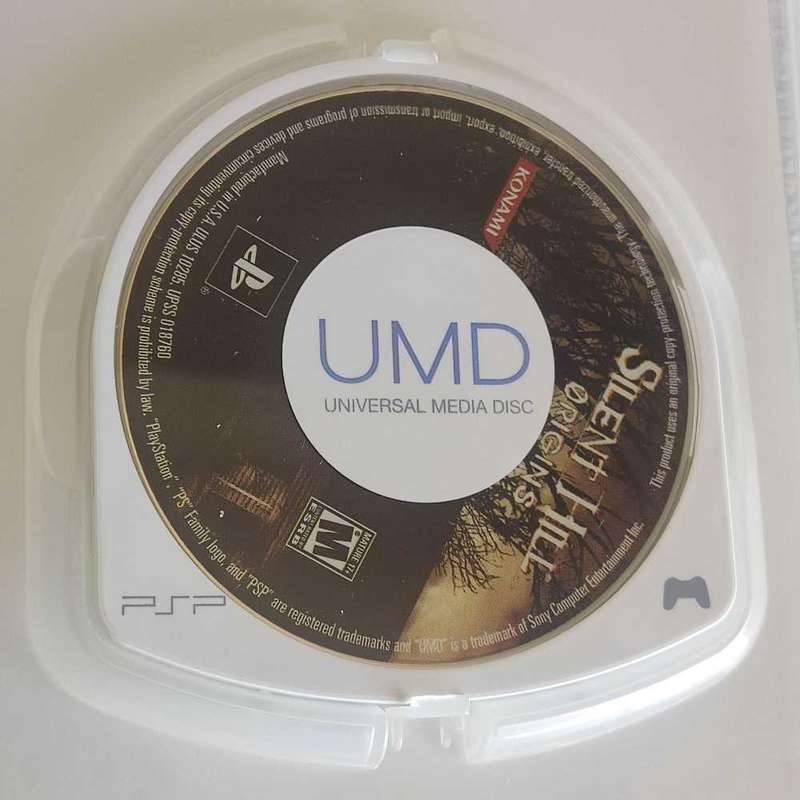 KONAMI
SILENT HILL
ORIGINS
UMD
UNIVERSAL MEDIA DISC
MATURE 17+
M
ESRB
PSP
Manufactured in U.S.A. ULUS 10285, UPSS 018760
This product uses an original copy-protection technology. The unauthorized transfer, exhibition, export, import or transmission of programs and devices circumventing its copy-protection scheme is prohibited by law. "PlayStation", "PS" Family logo, and "PSP" are registered trademarks and "UMD" is a trademark of Sony Computer Entertainment Inc.